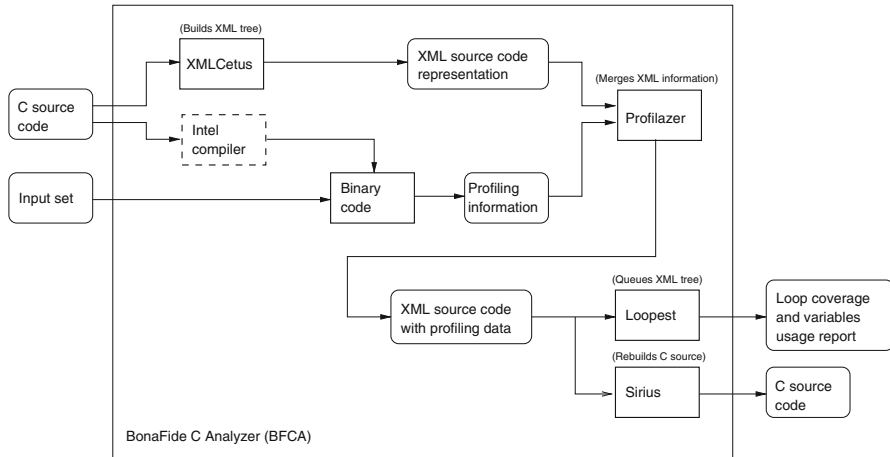 (Builds XML tree)
XMLCetus
XML source code
representation
(Merges XML information)
Profilazer
C source
code
Intel
compiler
Input set
Binary
code
Profiling
information
XML source code
with profiling data
(Queues XML tree)
Loopest
Loop coverage
and variables
usage report
(Rebuilds C source)
Sirius
C source
code
BonaFide C Analyzer (BFCA)